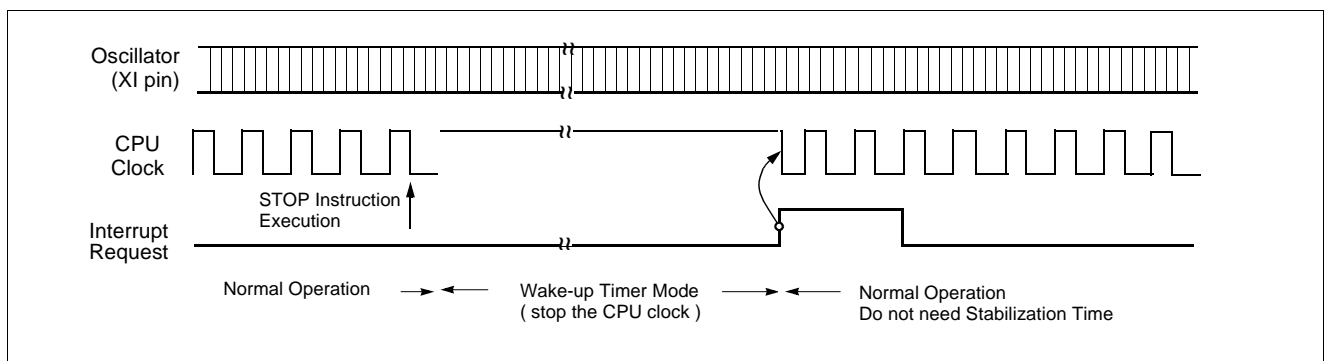 Oscillator
(XI pin)
CPU
Clock
STOP Instruction
Execution
Interrupt
Request
Normal Operation
Wake-up Timer Mode
( stop the CPU clock )
Normal Operation
Do not need Stabilization Time